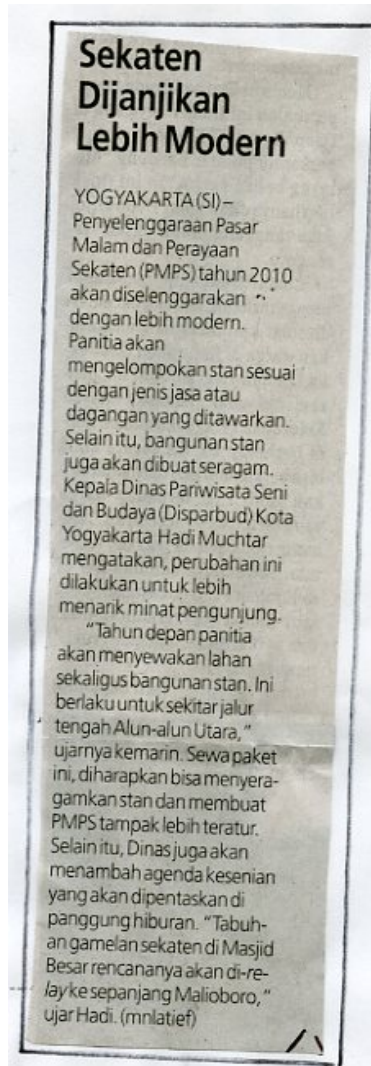 Sekaten
Dijanjikan
Lebih Modern
YOGYAKARTA (SI) –
Penyelenggaraan Pasar
Malam dan Perayaan
Sekaten (PMPS) tahun 2010
akan diselenggarakan
dengan lebih modern.
Panitia akan
mengelompokan stan sesuai
dengan jenis jasa atau
dagangan yang ditawarkan.
Selain itu, bangunan stan
juga akan dibuat seragam.
Kepala Dinas Pariwisata Seni
dan Budaya (Disparbud) Kota
Yogyakarta Hadi Muchtar
mengatakan, perubahan ini
dilakukan untuk lebih
menarik minat pengunjung.
"Tahun depan panitia
akan menyewakan lahan
sekaligus bangunan stan. Ini
berlaku untuk sekitar jalur
tengah Alun-alun Utara,"
ujarnya kemarin. Sewa paket
ini, diharapkan bisa menyera-
gamkan stan dan membuat
PMPS tampak lebih teratur.
Selain itu, Dinas juga akan
menambah agenda kesenian
yang akan dipentaskan di
panggung hiburan. "Tabuh-
an gamelan sekaten di Masjid
Besar rencananya akan di-re-
lay ke sepanjang Malioboro,"
ujar Hadi. (mnlatief)